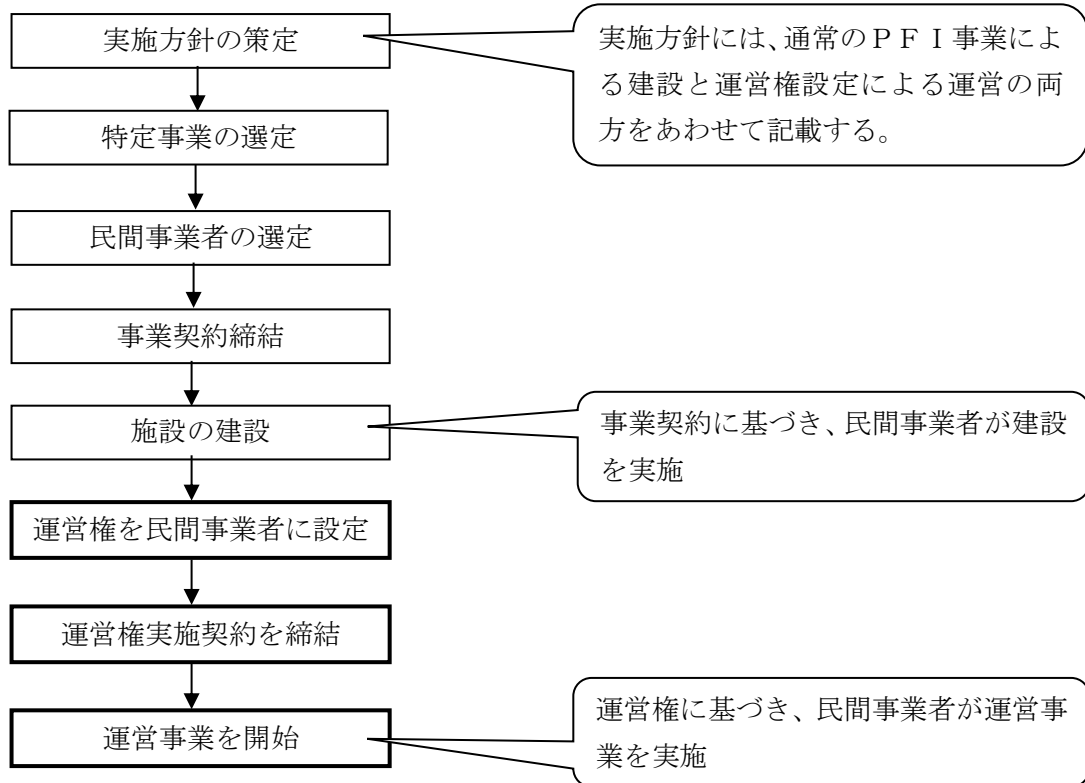 実施方針の策定
実施方針には、通常のＰＦＩ事業によ
る建設と運営権設定による運営の両
方をあわせて記載する。
特定事業の選定
民間事業者の選定
事業契約締結
施設の建設
事業契約に基づき、民間事業者が建設
を実施
運営権を民間事業者に設定
運営権実施契約を締結
運営事業を開始
運営権に基づき、民間事業者が運営事
業を実施